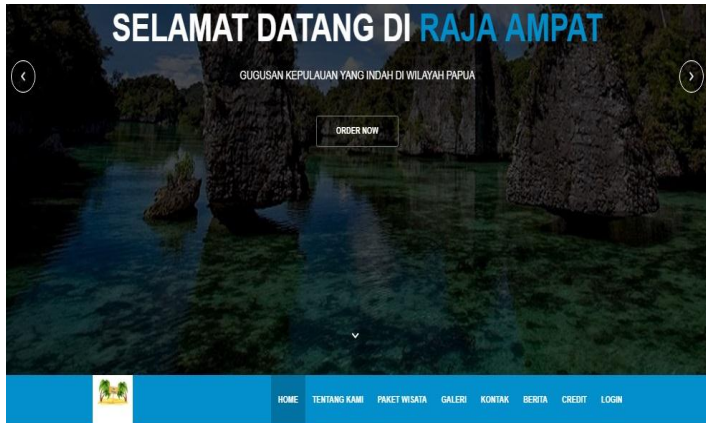 SELAMAT DATANG DI RAJA AMPAT
GUGUSAN KEPULAUAN YANG INDAH DI WILAYAH PAPUA
ORDER NOW
HOME TENTANG KAMI PAKET WISATA GALERI KONTAK BERITA CREDIT LOGIN